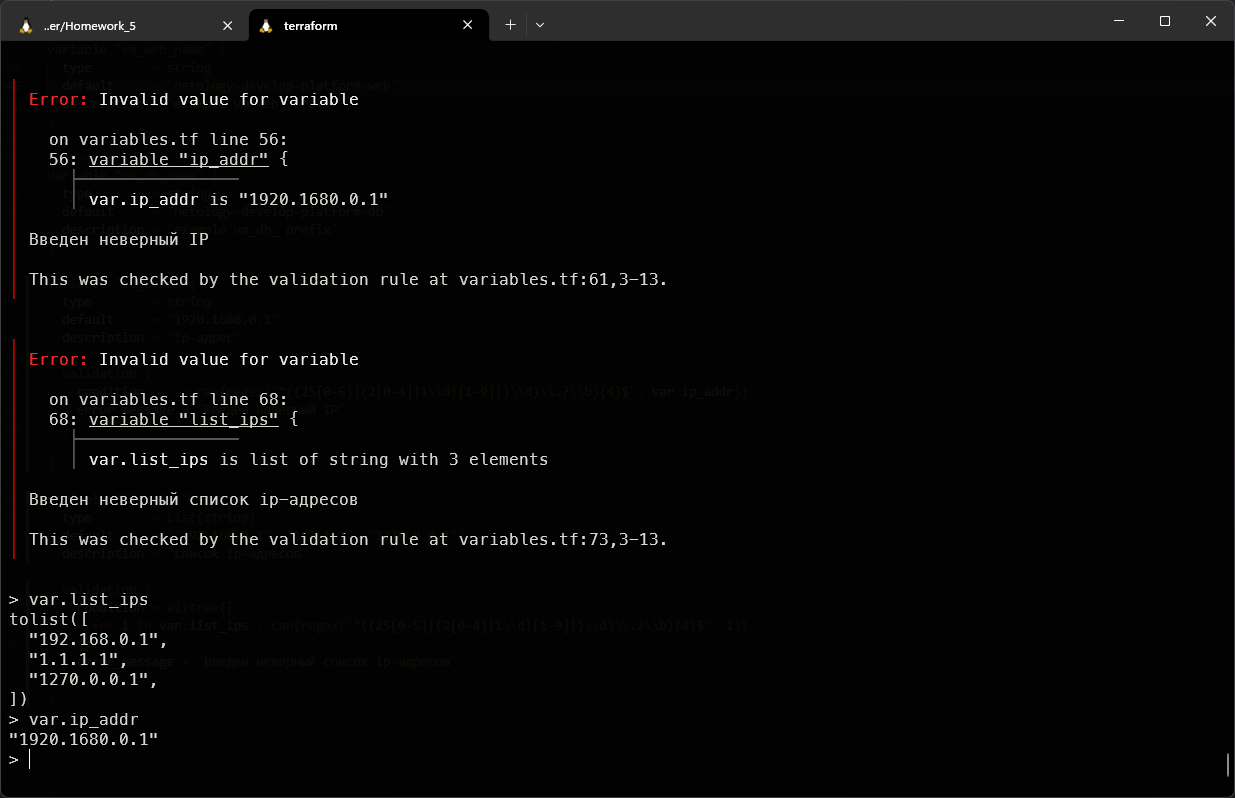 ..er/Homework_5
terraform
Error: Invalid value for variable
on variables.tf line 56:
56: variable "ip_addr" {
var.ip_addr is "1920.1680.0.1"
Введен неверный IP
This was checked by the validation rule at variables.tf:61,3-13.
Error: Invalid value for variable
on variables.tf line 68:
68: variable "list_ips" {
var.list_ips is list of string with 3 elements
Введен неверный список ip-адресов
This was checked by the validation rule at variables.tf:73,3-13.
> var.list_ips
tolist([
"192.168.0.1",
"1.1.1.1",
"1270.0.0.1",
])
> var.ip_addr
"1920.1680.0.1"
>